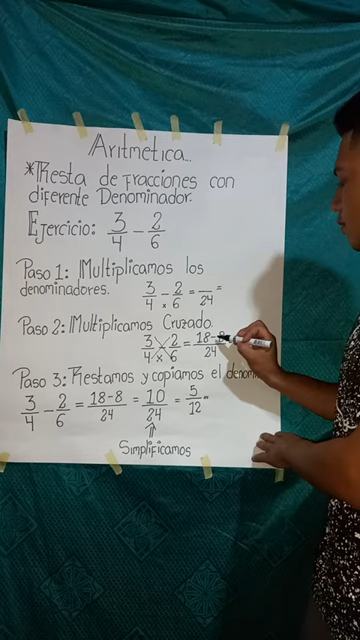 Aritmetica...
*Resta de fracciones con
diferente Denominador.
Ejercicio: 3/4 - 2/6
Paso 1: Multiplicamos los
denominadores. 3/4 x 2/6 = __/24 =
Paso 2: Multiplicamos Cruzado.
3/4 x 2/6 = 18-8/24
Paso 3: Restamos y copiamos el
3/4 - 2/6 = 18-8/24 = 10/24 = 5/12
⇑
Simplificamos